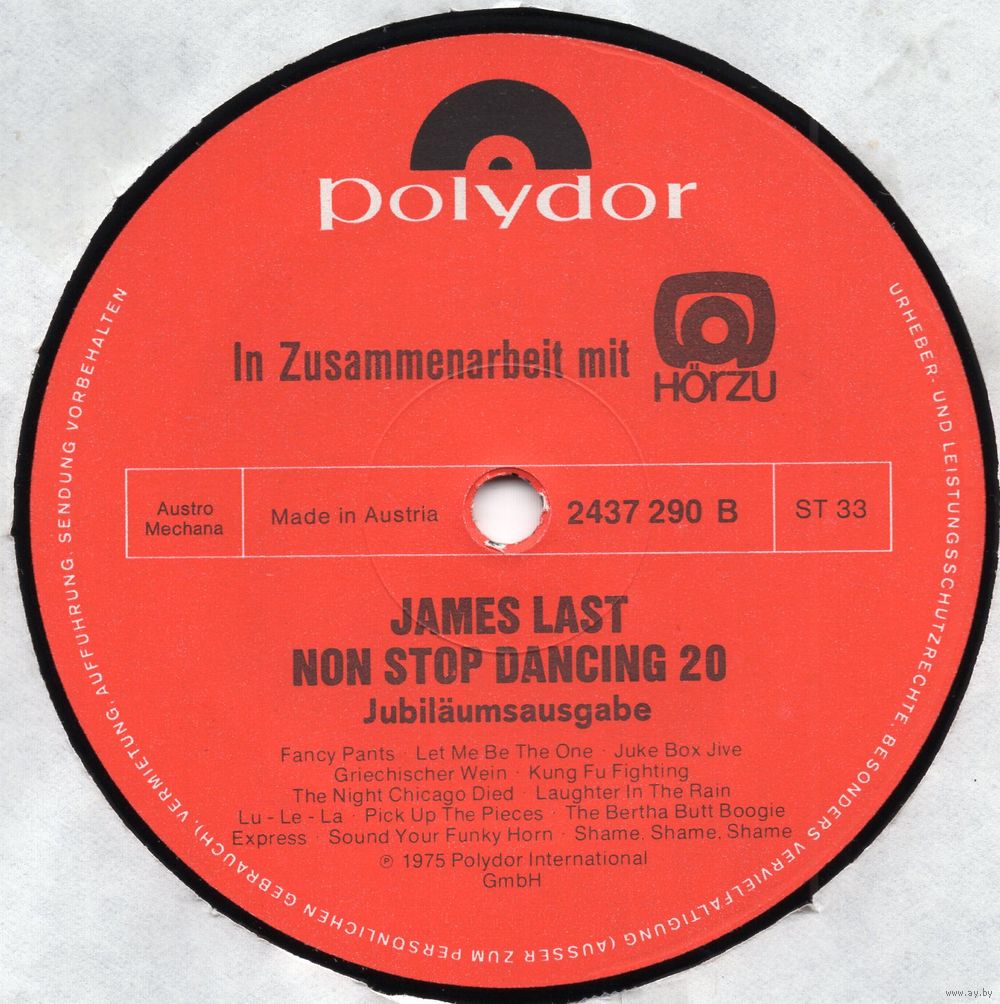 polydor
In Zusammenarbeit mit
HÖRZU
Austro
Mechana
Made in Austria
2437 290 B
ST 33
JAMES LAST
NON STOP DANCING 20
Jubiläumsausgabe
Fancy Pants · Let Me Be The One · Juke Box Jive
Griechischer Wein · Kung Fu Fighting
The Night Chicago Died · Laughter In The Rain
Lu - Le - La · Pick Up The Pieces · The Bertha Butt Boogie
Express · Sound Your Funky Horn · Shame, Shame, Shame
℗ 1975 Polydor International
GmbH
URHEBER- UND LEISTUNGSSCHUTZRECHTE, BESONDERS VERVIELFÄLTIGUNG (AUSSER ZUM PERSÖNLICHEN GEBRAUCH), VERMIETUNG, AUFFÜHRUNG, SENDUNG VORBEHALTEN
www.ay.by